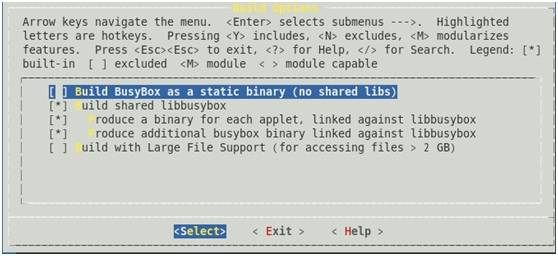 Build Options
Arrow keys navigate the menu. <Enter> selects submenus --->. Highlighted
letters are hotkeys. Pressing <Y> includes, <N> excludes, <M> modularizes
features. Press <Esc><Esc> to exit, <?> for Help, </> for Search. Legend: [*]
built-in [ ] excluded <M> module < > module capable
[ ] Build BusyBox as a static binary (no shared libs)
[*] Build shared libbusybox
[*] Produce a binary for each applet, linked against libbusybox
[*] Produce additional busybox binary linked against libbusybox
[ ] Build with Large File Support (for accessing files > 2 GB)
<Select> < Exit > < Help >